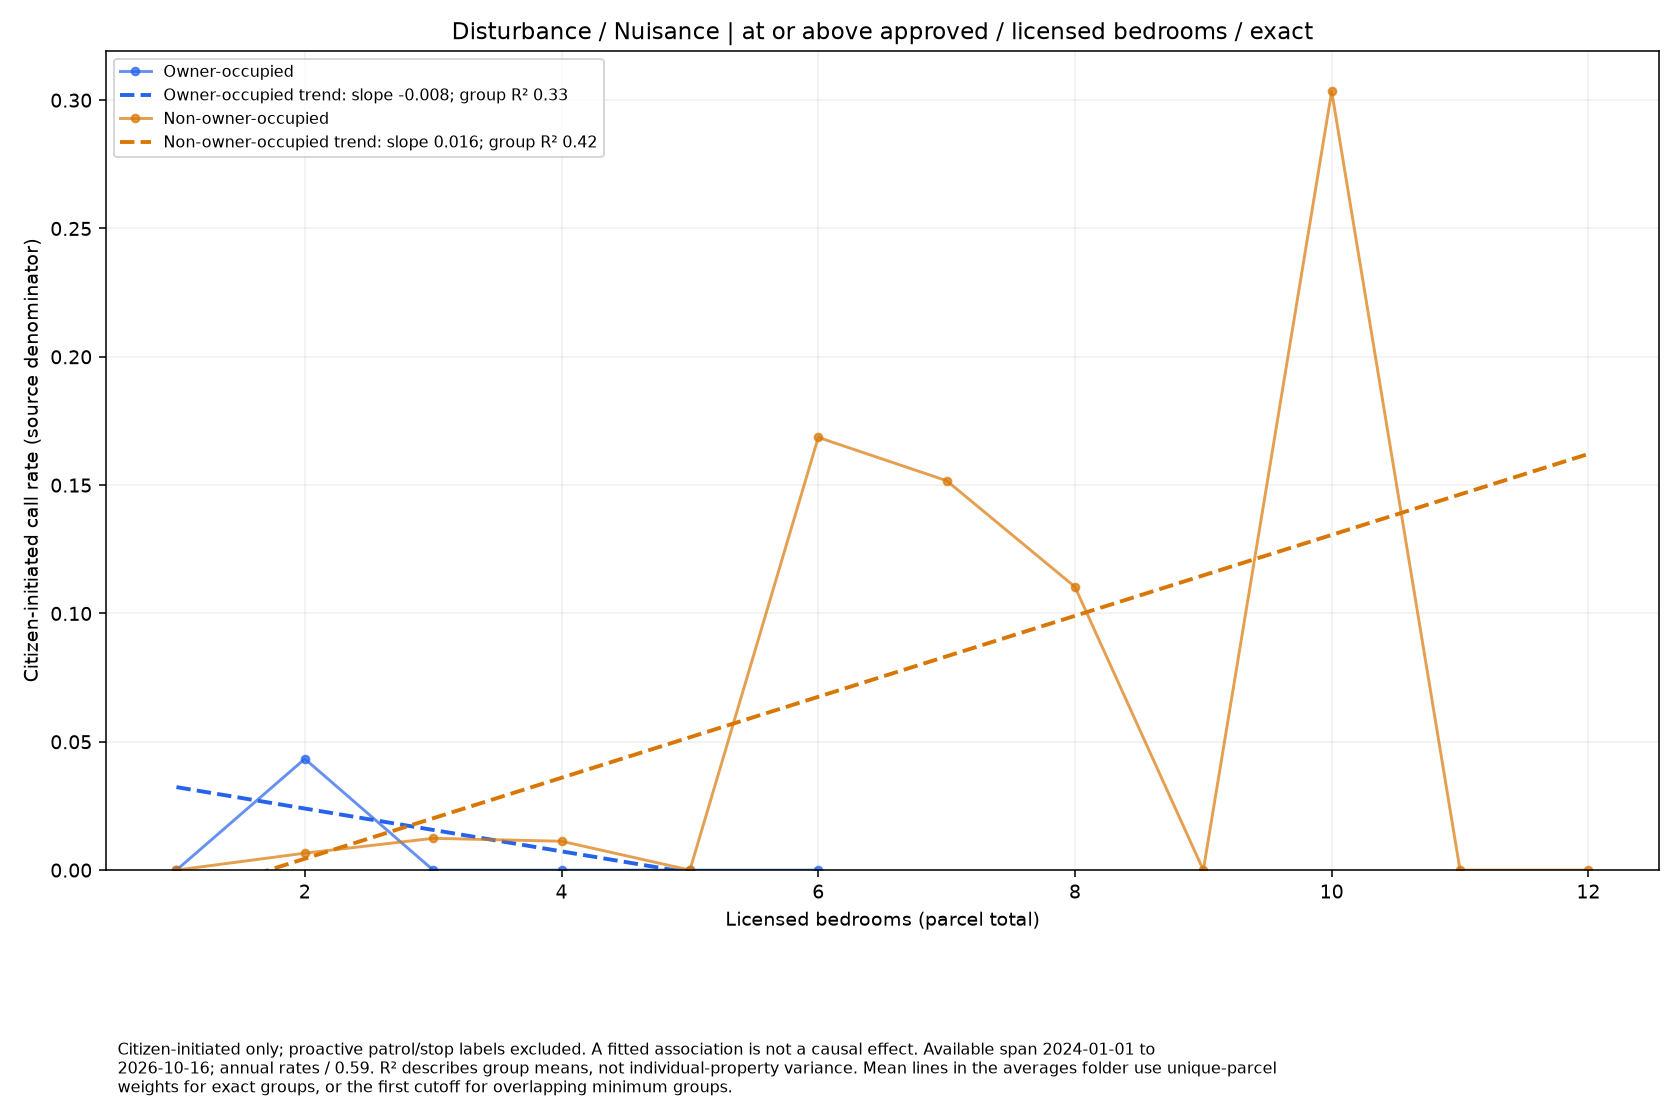 Disturbance / Nuisance | at or above approved / licensed bedrooms / exact
Owner-occupied
Owner-occupied trend: slope -0.008; group R² 0.33
Non-owner-occupied
Non-owner-occupied trend: slope 0.016; group R² 0.42
Citizen-initiated call rate (source denominator)
0.30
0.25
0.20
0.15
0.10
0.05
0.00
2
4
6
8
10
12
Licensed bedrooms (parcel total)
Citizen-initiated only; proactive patrol/stop labels excluded. A fitted association is not a causal effect. Available span 2024-01-01 to
2026-10-16; annual rates / 0.59. R² describes group means, not individual-property variance. Mean lines in the averages folder use unique-parcel
weights for exact groups, or the first cutoff for overlapping minimum groups.